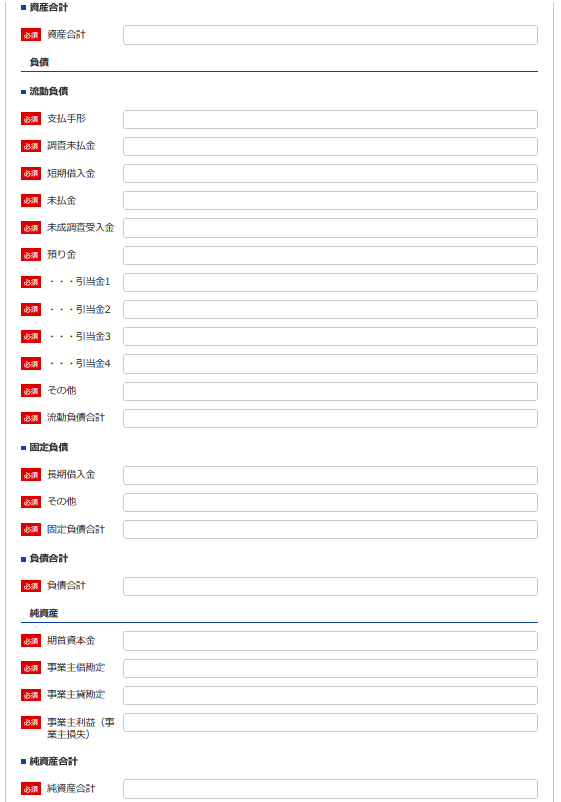 資産合計
必須 資産合計
負債
流動負債
必須 支払手形
必須 調査未払金
必須 短期借入金
必須 未払金
必須 未成調査受入金
必須 預り金
必須 ・・・引当金1
必須 ・・・引当金2
必須 ・・・引当金3
必須 ・・・引当金4
必須 その他
必須 流動負債合計
固定負債
必須 長期借入金
必須 その他
必須 固定負債合計
負債合計
必須 負債合計
純資産
必須 期首資本金
必須 事業主借勘定
必須 事業主貸勘定
必須 事業主利益（事
業主損失）
純資産合計
必須 純資産合計